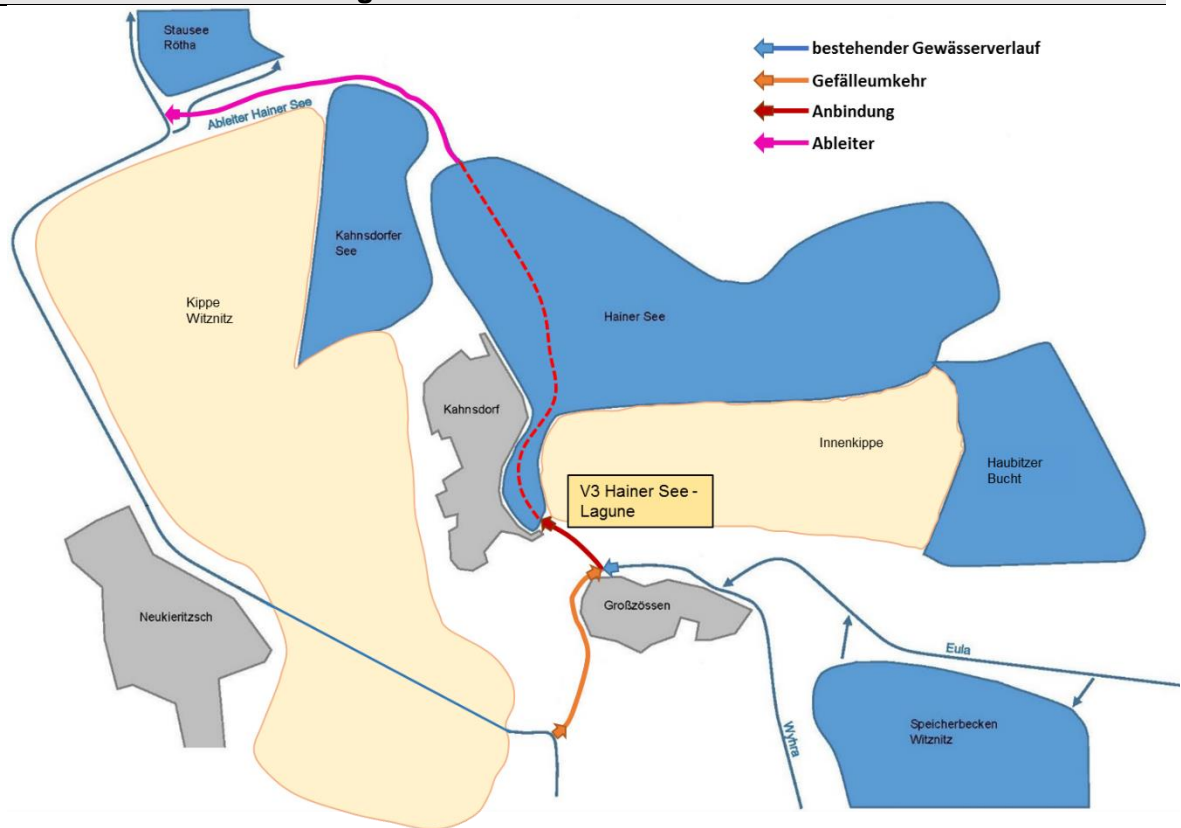 Stausee
Rötha
bestehender Gewässerverlauf
Gefälleumkehr
Anbindung
Ableiter
Ableiter Hainer See
Kahnsdorfer
See
Kippe
Witznitz
Hainer See
Kahnsdorf
Innenkippe
Haubitzer
Bucht
V3 Hainer See -
Lagune
Großzössen
Neukieritzsch
Eula
Wyhra
Speicherbecken
Witznitz